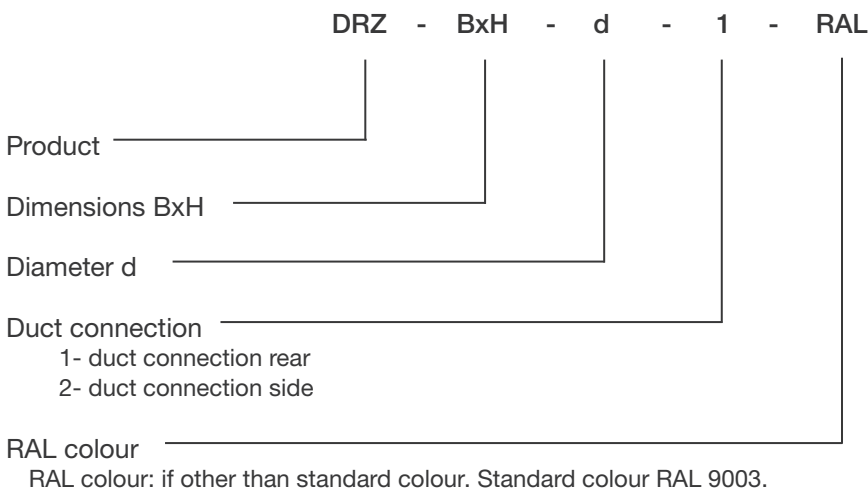 DRZ - BxH - d - 1 - RAL
Product
Dimensions BxH
Diameter d
Duct connection
1- duct connection rear
2- duct connection side
RAL colour
RAL colour: if other than standard colour. Standard colour RAL 9003.